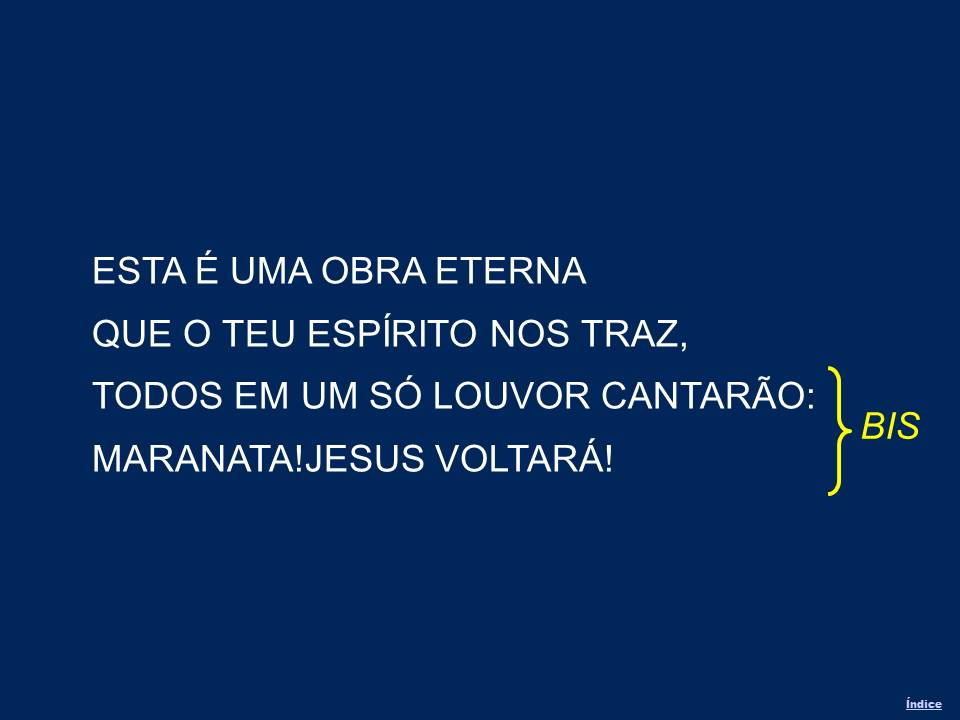 ESTA É UMA OBRA ETERNA
QUE O TEU ESPÍRITO NOS TRAZ,
TODOS EM UM SÓ LOUVOR CANTARÃO:
MARANATA!JESUS VOLTARÁ!
BIS
Índice